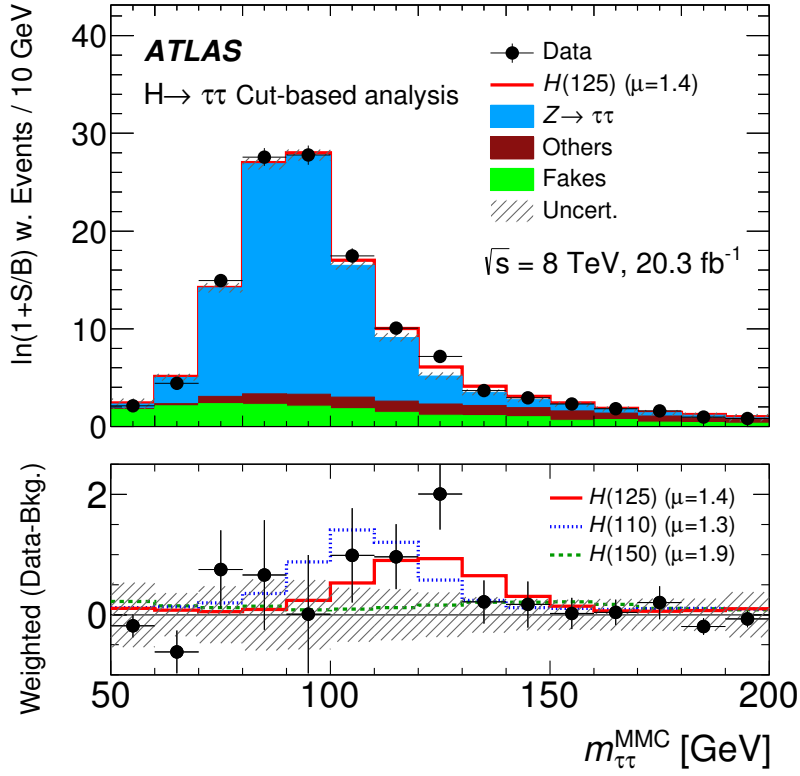 ATLAS
H→ ττ Cut-based analysis
Data
H(125) (μ=1.4)
Z→ ττ
Others
Fakes
Uncert.
√s = 8 TeV, 20.3 fb⁻¹
ln(1+S/B) w. Events / 10 GeV
40
30
20
10
0
Weighted (Data-Bkg.)
2
0
H(125) (μ=1.4)
H(110) (μ=1.3)
H(150) (μ=1.9)
50 100 150 200
m_ττ^MMC [GeV]